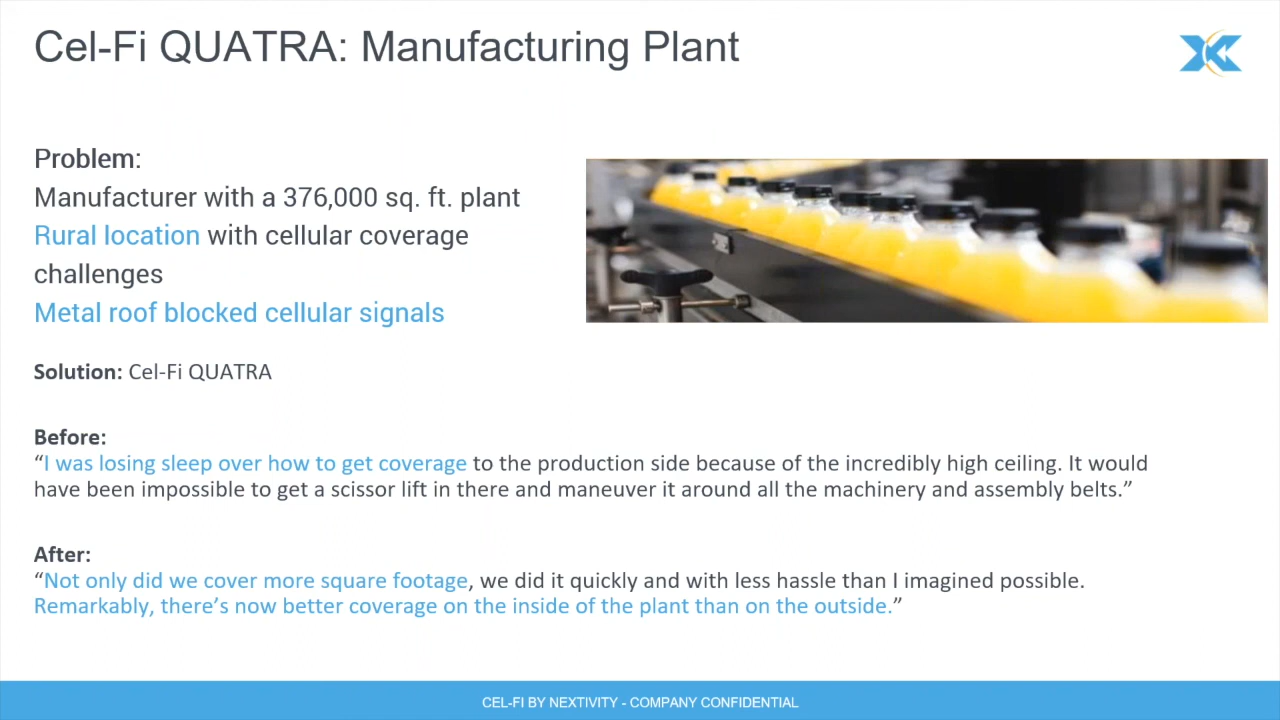 Cel-Fi QUATRA: Manufacturing Plant
Problem:
Manufacturer with a 376,000 sq. ft. plant
Rural location with cellular coverage
challenges
Metal roof blocked cellular signals
Solution: Cel-Fi QUATRA
Before:
“I was losing sleep over how to get coverage to the production side because of the incredibly high ceiling. It would
have been impossible to get a scissor lift in there and maneuver it around all the machinery and assembly belts.”
After:
“Not only did we cover more square footage, we did it quickly and with less hassle than I imagined possible.
Remarkably, there’s now better coverage on the inside of the plant than on the outside.”
CEL-FI BY NEXTIVITY - COMPANY CONFIDENTIAL